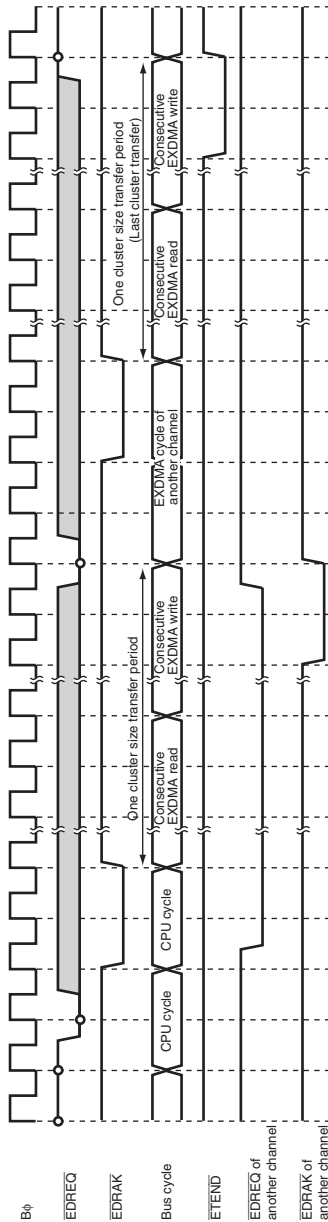 Bφ
EDREQ
EDRAK
Bus cycle
CPU cycle
CPU cycle
Consecutive
EXDMA read
Consecutive
EXDMA write
EXDMA cycle of
another channel
Consecutive
EXDMA read
Consecutive
EXDMA write
One cluster size transfer period
One cluster size transfer period
(Last cluster transfer)
ETEND
EDREQ of
another channel
EDRAK of
another channel